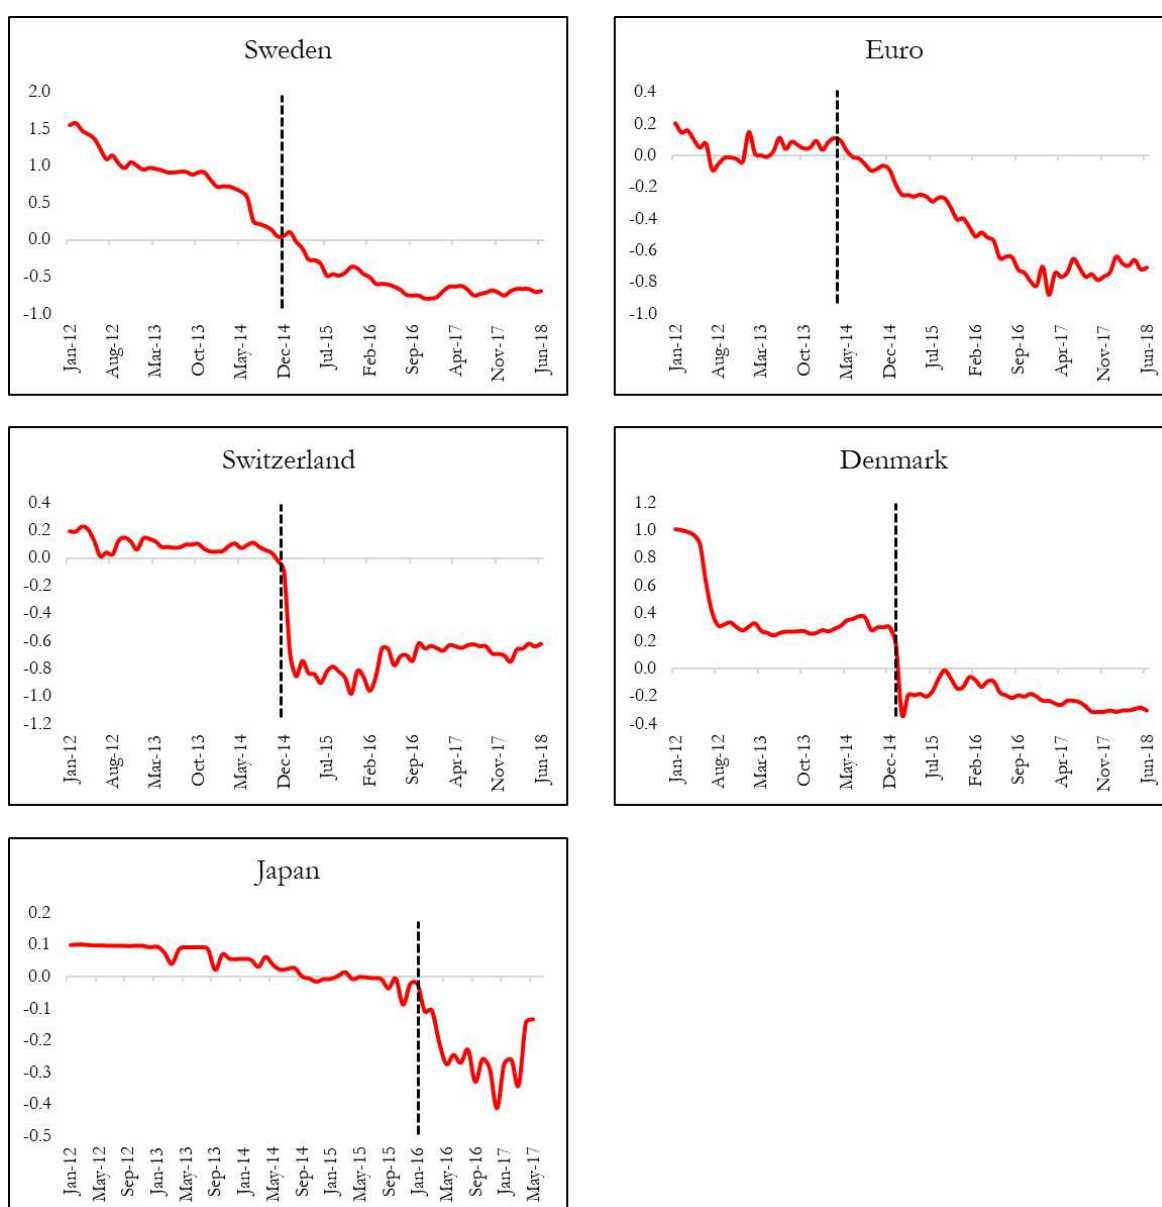 Sweden
2.0
1.5
1.0
0.5
0.0
-0.5
-1.0
Jan-12
Aug-12
Mar-13
Oct-13
May-14
Dec-14
Jul-15
Feb-16
Sep-16
Apr-17
Nov-17
Jun-18
Euro
0.4
0.2
0.0
-0.2
-0.4
-0.6
-0.8
-1.0
Jan-12
Aug-12
Mar-13
Oct-13
May-14
Dec-14
Jul-15
Feb-16
Sep-16
Apr-17
Nov-17
Jun-18
Switzerland
0.4
0.2
0.0
-0.2
-0.4
-0.6
-0.8
-1.0
-1.2
Jan-12
Aug-12
Mar-13
Oct-13
May-14
Dec-14
Jul-15
Feb-16
Sep-16
Apr-17
Nov-17
Jun-18
Denmark
1.2
1.0
0.8
0.6
0.4
0.2
0.0
-0.2
-0.4
Jan-12
Aug-12
Mar-13
Oct-13
May-14
Dec-14
Jul-15
Feb-16
Sep-16
Apr-17
Nov-17
Jun-18
Japan
0.2
0.1
0.0
-0.1
-0.2
-0.3
-0.4
-0.5
Jan-12
May-12
Sep-12
Jan-13
May-13
Sep-13
Jan-14
May-14
Sep-14
Jan-15
May-15
Sep-15
Jan-16
May-16
Sep-16
Jan-17
May-17